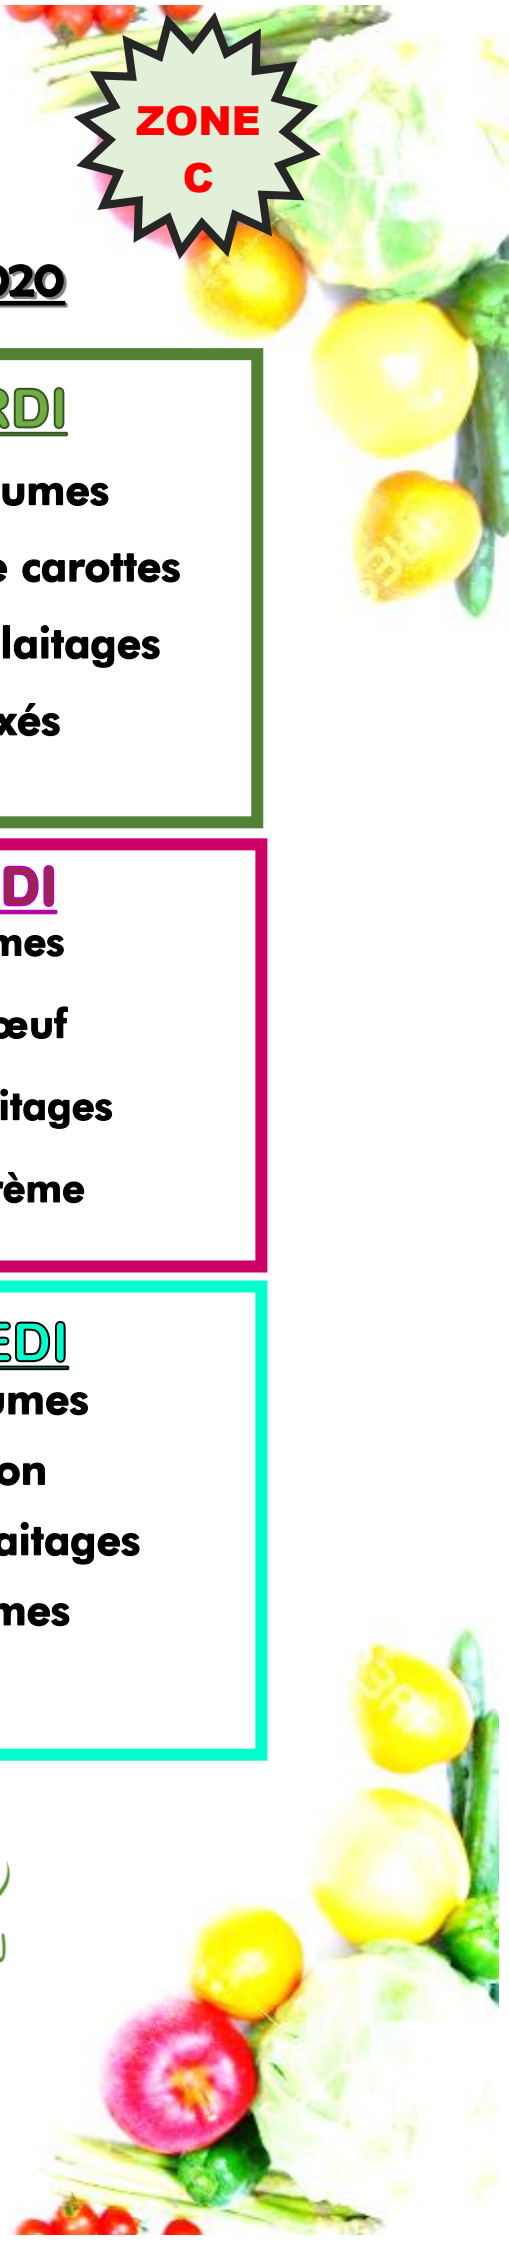 ZONE
C
020
RDI
umes
e carottes
laitages
xés
DI
mes
œuf
itages
rème
EDI
umes
on
aitages
mes